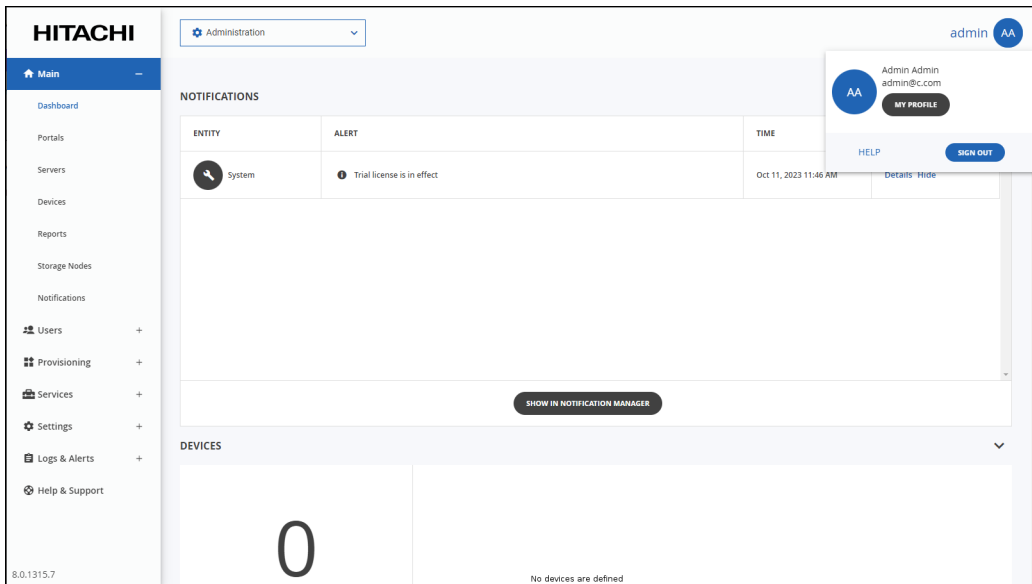 HITACHI
Administration
admin AA
Main
Dashboard
Portals
Servers
Devices
Reports
Storage Nodes
Notifications
Users
Provisioning
Services
Settings
Logs & Alerts
Help & Support
8.0.1315.7
AA
Admin Admin
admin@c.com
MY PROFILE
HELP
SIGN OUT
NOTIFICATIONS
ENTITY ALERT TIME
System Trial license is in effect Oct 11, 2023 11:46 AM Details Hide
SHOW IN NOTIFICATION MANAGER
DEVICES
0
No devices are defined